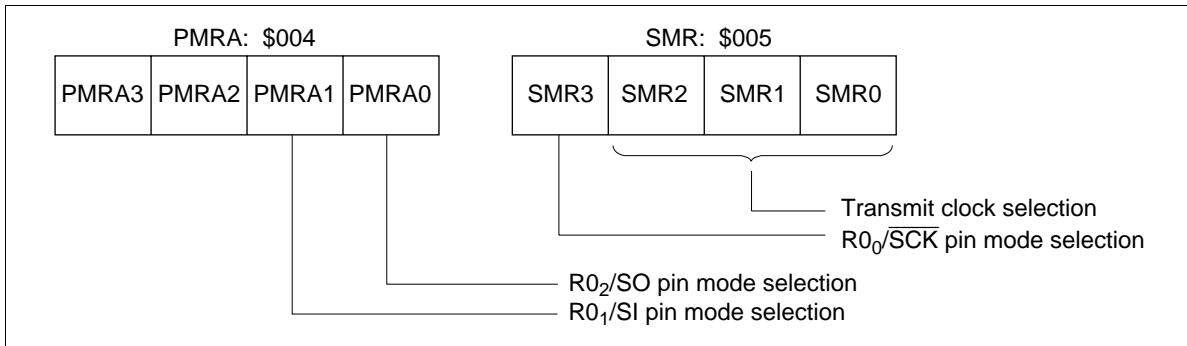 PMRA: $004
PMRA3 PMRA2 PMRA1 PMRA0
SMR: $005
SMR3 SMR2 SMR1 SMR0
Transmit clock selection
R0₀/S̅C̅K̅ pin mode selection
R0₂/SO pin mode selection
R0₁/SI pin mode selection